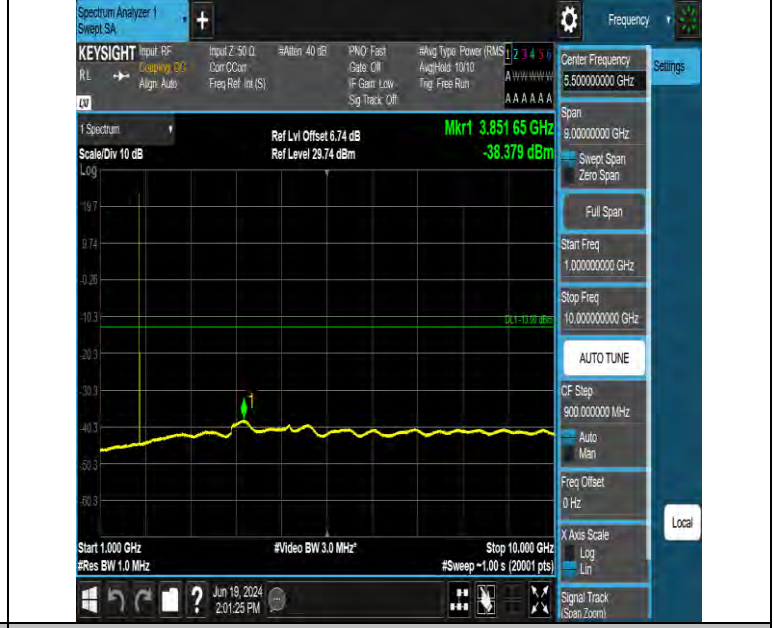 Spectrum Analyzer 1
Swept SA
+
Frequency
KEYSIGHT
RL
Input: RF
Coupling: DC
Align: Auto
Input Z: 50 Ω
Corr CCorr
Freq Ref: Int (S)
#Atten: 40 dB
PNO: Fast
Gate: Off
IF Gain: Low
Sig Track: Off
#Avg Type: Power (RMS
Avg|Hold: 10/10
Trig: Free Run
1 2 3 4 5 6
A W W W W W
A A A A A A
LXI
1 Spectrum
Scale/Div 10 dB
Ref Lvl Offset 6.74 dB
Ref Level 29.74 dBm
Mkr1 3.851 65 GHz
-38.379 dBm
Log
19.7
9.74
-0.26
-10.3
-20.3
-30.3
-40.3
-50.3
-60.3
DL1 -13.00 dBm
1
Start 1.000 GHz
#Res BW 1.0 MHz
#Video BW 3.0 MHz*
Stop 10.000 GHz
#Sweep ~1.00 s (20001 pts)
Center Frequency
5.500000000 GHz
Settings
Span
9.00000000 GHz
Swept Span
Zero Span
Full Span
Start Freq
1.000000000 GHz
Stop Freq
10.000000000 GHz
AUTO TUNE
CF Step
900.000000 MHz
Auto
Man
Freq Offset
0 Hz
X Axis Scale
Log
Lin
Signal Track
(Span Zoom)
Local
?
Jun 19, 2024
2:01:25 PM